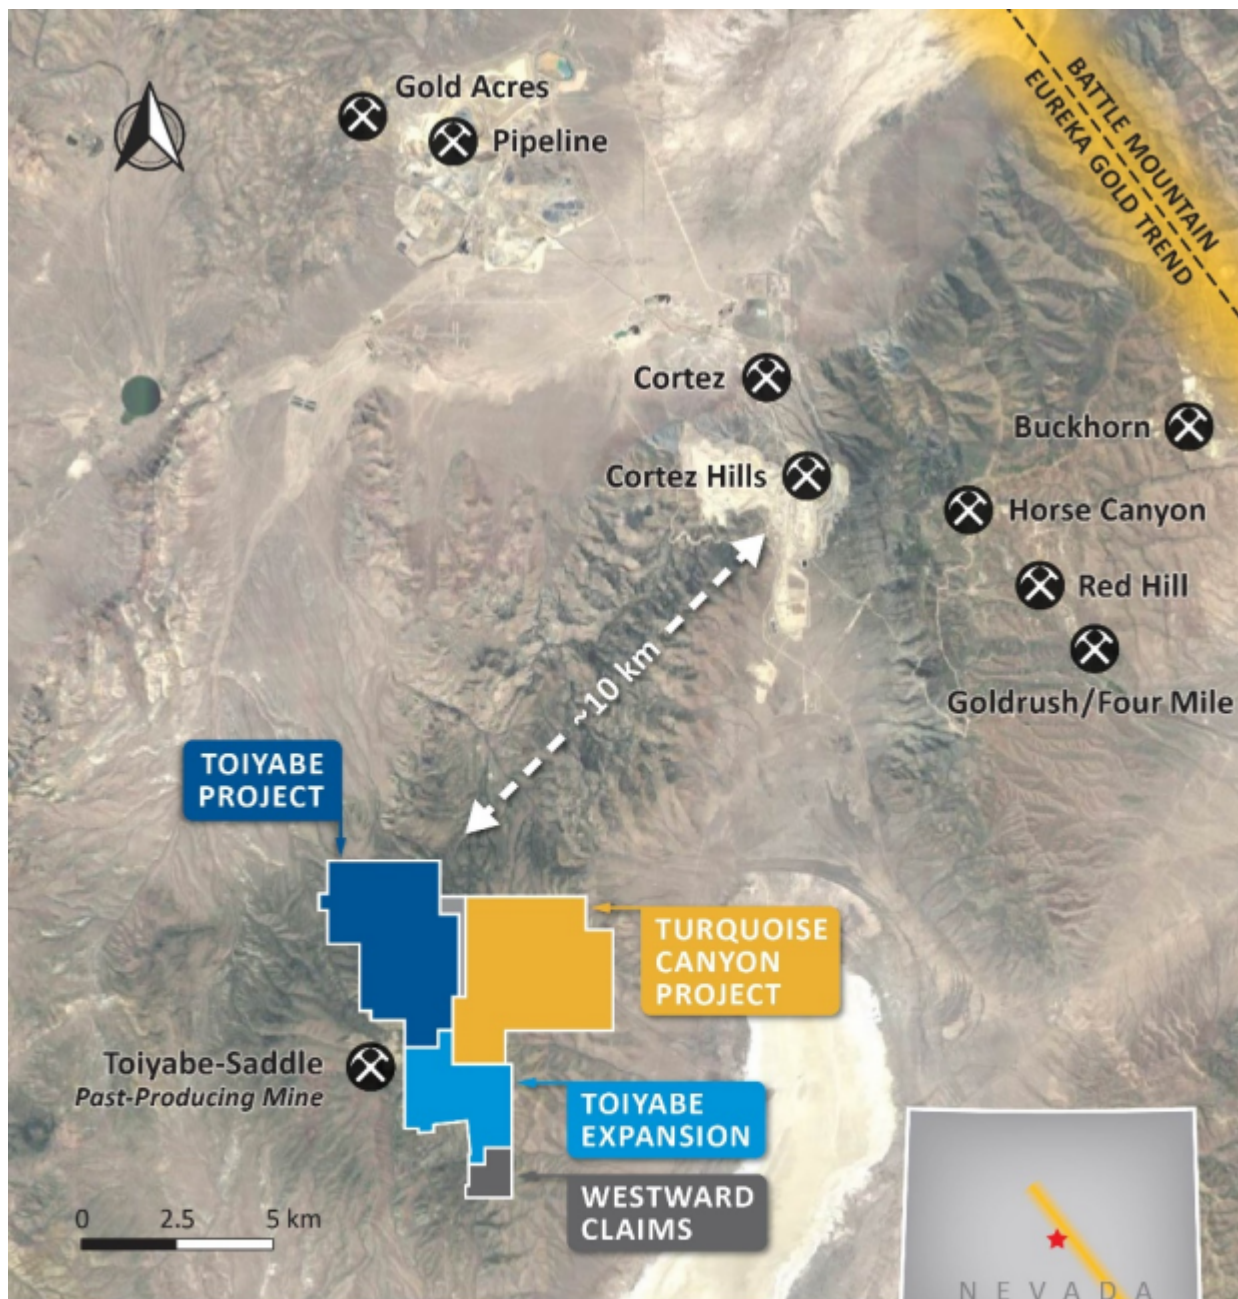 Gold Acres
Pipeline
BATTLE MOUNTAIN
EUREKA GOLD TREND
Cortez
Buckhorn
Cortez Hills
Horse Canyon
Red Hill
~10 km
Goldrush/Four Mile
TOIYABE
PROJECT
TURQUOISE
CANYON
PROJECT
Toiyabe-Saddle
Past-Producing Mine
TOIYABE
EXPANSION
WESTWARD
CLAIMS
0 2.5 5 km
NEVADA